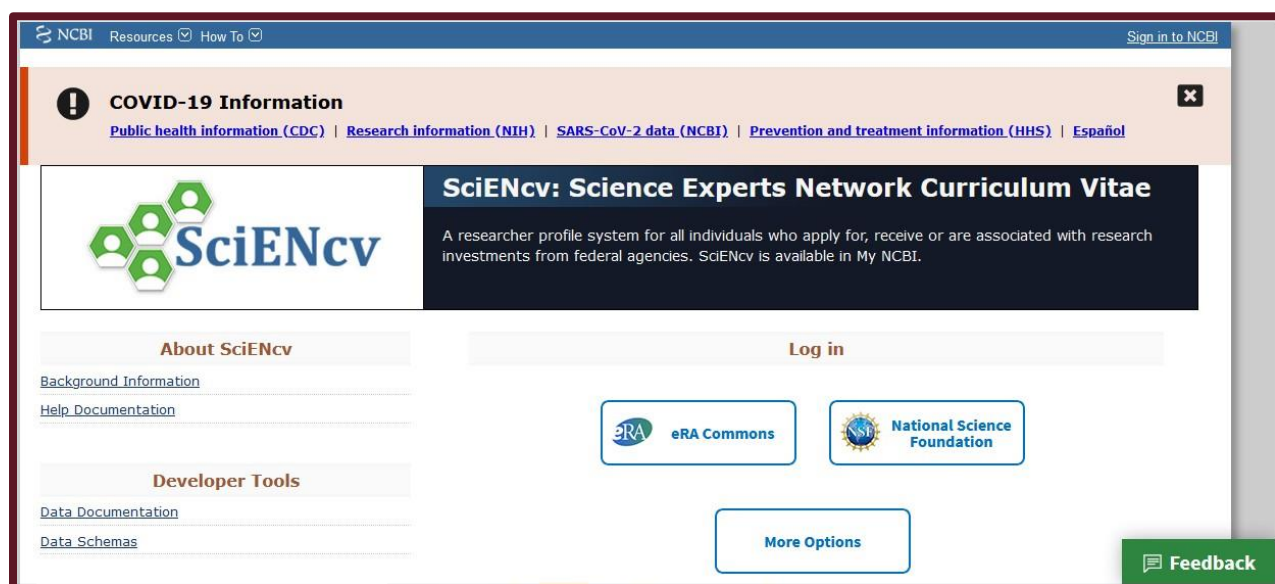 NCBI Resources How To Sign in to NCBI
COVID-19 Information
Public health information (CDC) | Research information (NIH) | SARS-CoV-2 data (NCBI) | Prevention and treatment information (HHS) | Español
SciENcv
SciENcv: Science Experts Network Curriculum Vitae
A researcher profile system for all individuals who apply for, receive or are associated with research
investments from federal agencies. SciENcv is available in My NCBI.
About SciENcv
Background Information
Help Documentation
Developer Tools
Data Documentation
Data Schemas
Log in
eRA eRA Commons
NSF National Science
Foundation
More Options
Feedback